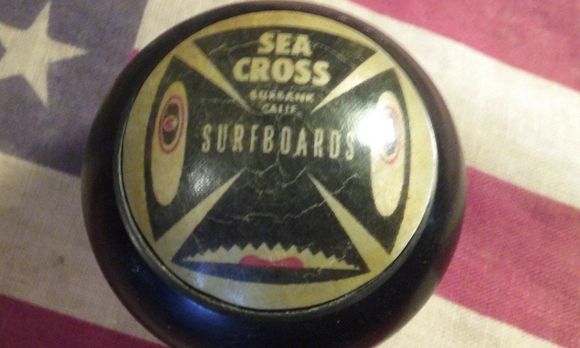 SEA
CROSS
BURBANK
CALIF.
SURFBOARDS